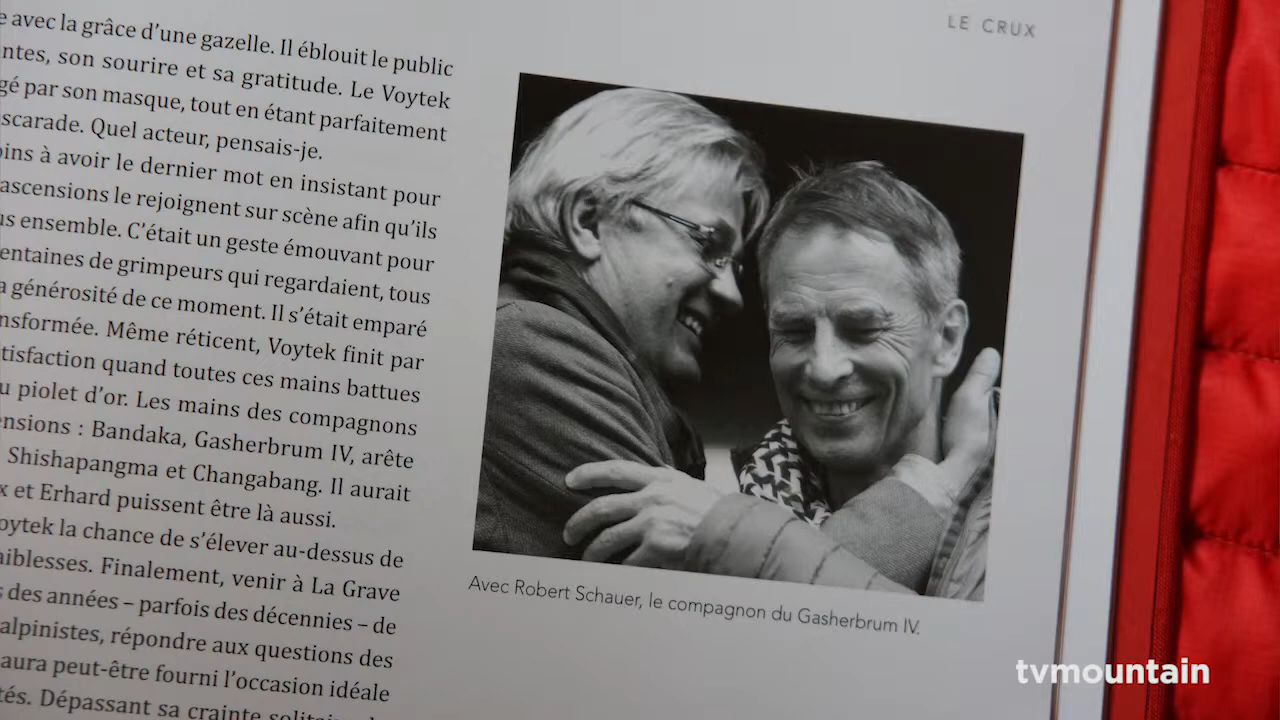 LE CRUX
e avec la grâce d’une gazelle. Il éblouit le public
ntes, son sourire et sa gratitude. Le Voytek
gé par son masque, tout en étant parfaitement
scarade. Quel acteur, pensais-je.
oins à avoir le dernier mot en insistant pour
ascensions le rejoignent sur scène afin qu’ils
us ensemble. C’était un geste émouvant pour
entaines de grimpeurs qui regardaient, tous
a générosité de ce moment. Il s’était emparé
nsformée. Même réticent, Voytek finit par
tisfaction quand toutes ces mains battues
u piolet d’or. Les mains des compagnons
ensions : Bandaka, Gasherbrum IV, arête
Shishapangma et Changabang. Il aurait
x et Erhard puissent être là aussi.
oytek la chance de s’élever au-dessus de
aiblesses. Finalement, venir à La Grave
s des années – parfois des décennies – de
alpinistes, répondre aux questions des
aura peut-être fourni l’occasion idéale
tés. Dépassant sa crainte
Avec Robert Schauer, le compagnon du Gasherbrum IV.
tvmountain